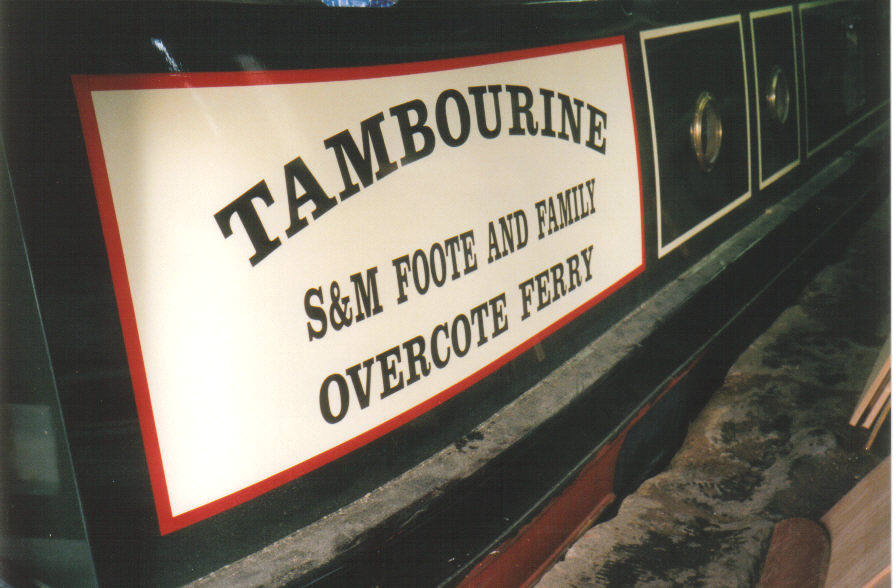 TAMBOURINE
S&M FOOTE AND FAMILY
OVERCOTE FERRY